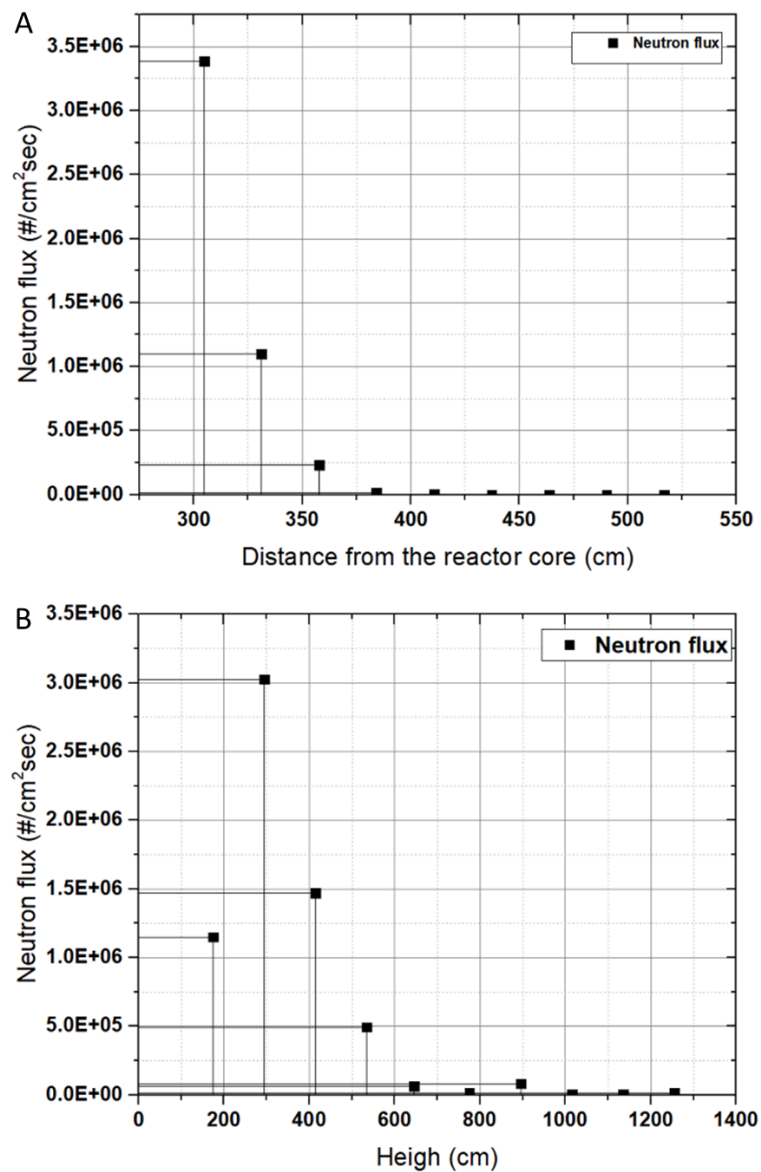 A
Neutron flux
3.5E+06
3.0E+06
2.5E+06
2.0E+06
1.5E+06
1.0E+06
5.0E+05
0.0E+00
Neutron flux (#/cm²sec)
300 350 400 450 500 550
Distance from the reactor core (cm)
B
Neutron flux
3.5E+06
3.0E+06
2.5E+06
2.0E+06
1.5E+06
1.0E+06
5.0E+05
0.0E+00
Neutron flux (#/cm²sec)
0 200 400 600 800 1000 1200 1400
Heigh (cm)